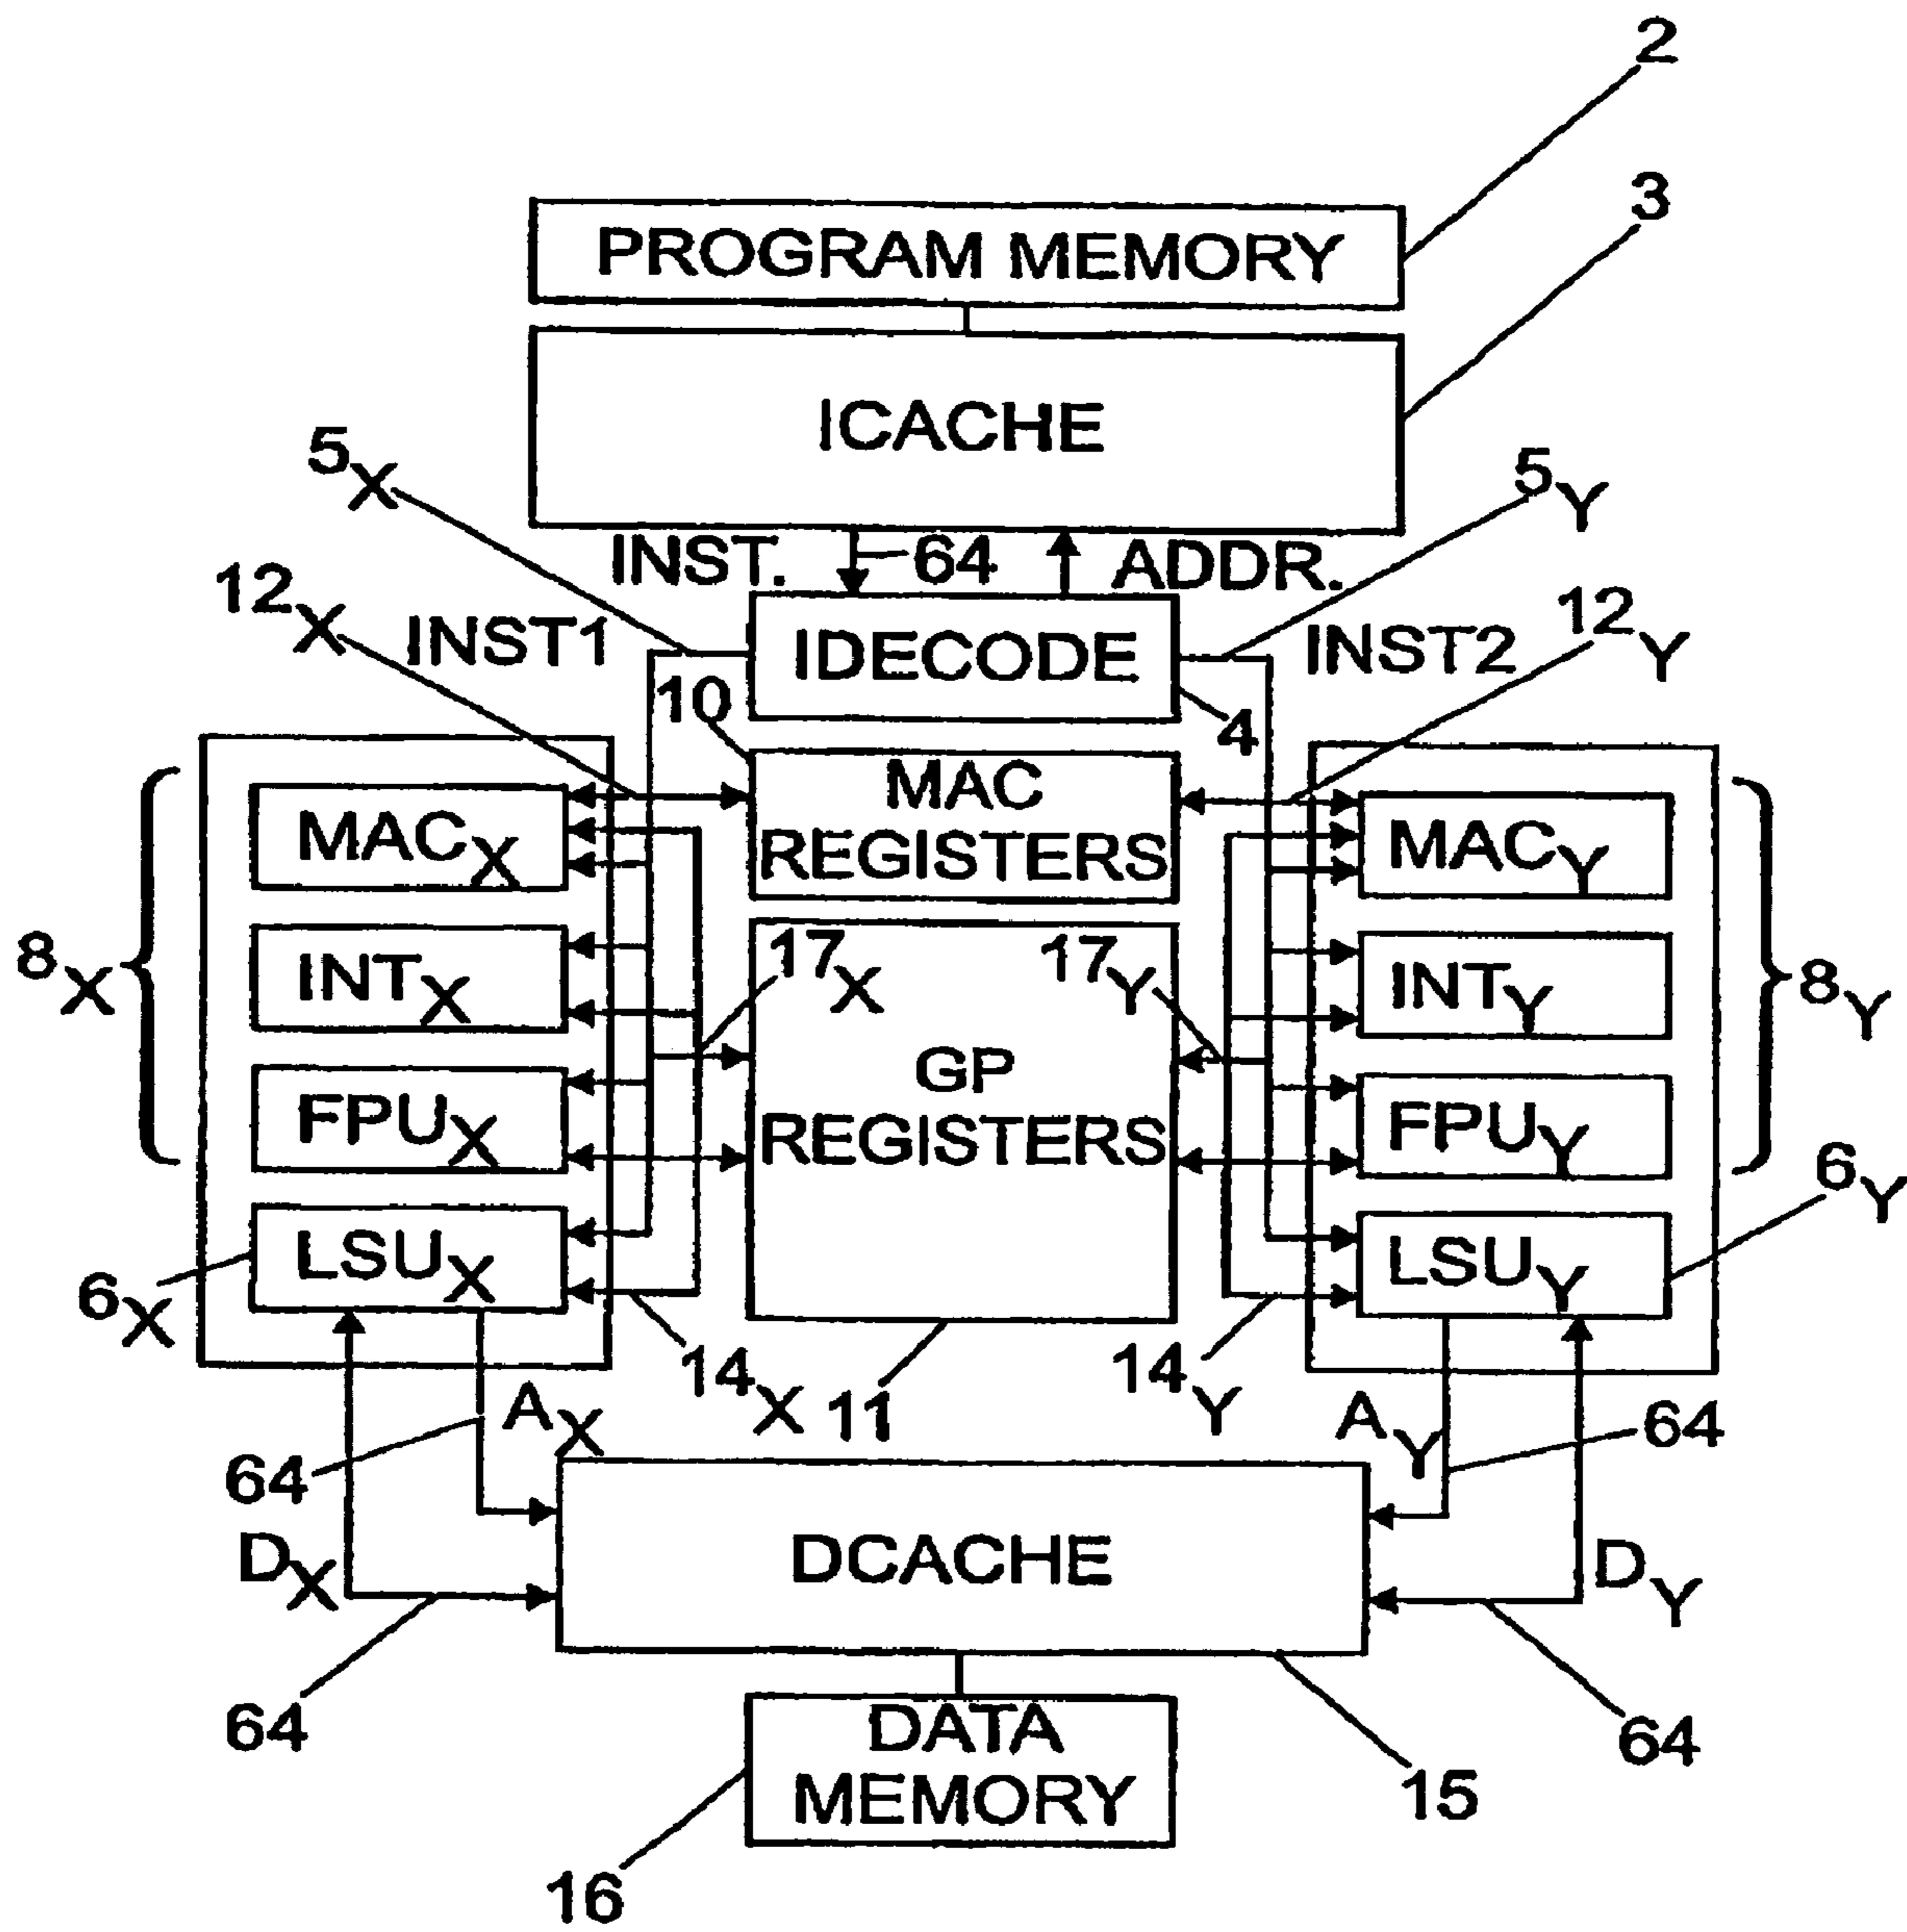 2
3
PROGRAM MEMORY
ICACHE
5X
5Y
INST.
64
ADDR.
12X
INST1
IDECODE
INST2
12Y
10
4
MAC
REGISTERS
MACX
MACY
8X
INTX
17X
17Y
INTY
8Y
GP
REGISTERS
FPUX
FPUY
6Y
LSUX
LSUY
6X
14X
11
14Y
AX
AY
64
64
DX
DCACHE
DY
64
64
DATA
MEMORY
15
16